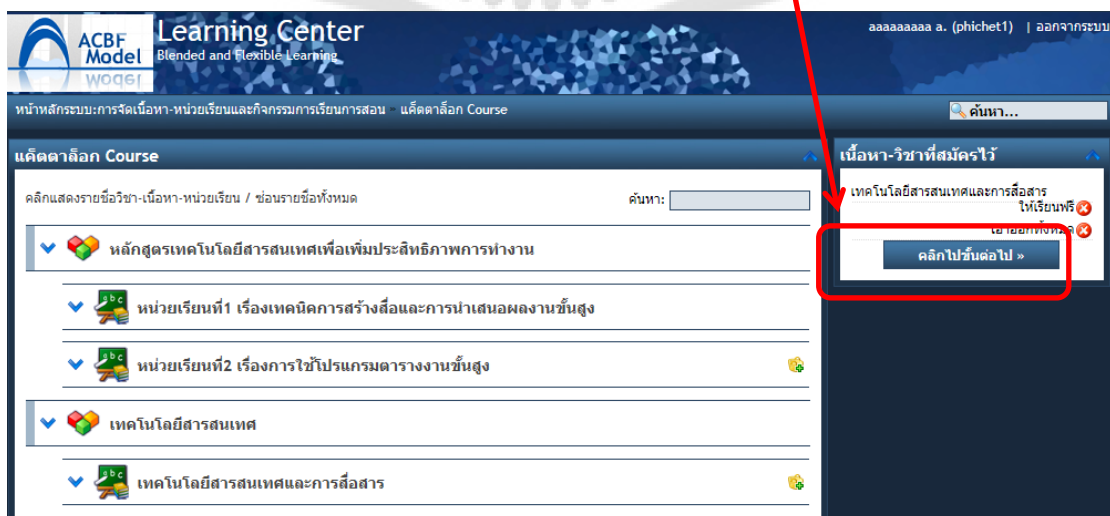 ACBF
Model
Learning Center
Blended and Flexible Learning
aaaaaaaaaa a. (phichet1) | ออกจากระบบ
หน้าหลักระบบ:การจัดเนื้อหา-หน่วยเรียนและกิจกรรมการเรียนการสอน » แค็ตตาล็อก Course
ค้นหา...
แค็ตตาล็อก Course
คลิกแสดงรายชื่อวิชา-เนื้อหา-หน่วยเรียน / ซ่อนรายชื่อทั้งหมด
ค้นหา:
หลักสูตรเทคโนโลยีสารสนเทศเพื่อเพิ่มประสิทธิภาพการทำงาน
หน่วยเรียนที่1 เรื่องเทคนิคการสร้างสื่อและการนำเสนอผลงานขั้นสูง
หน่วยเรียนที่2 เรื่องการใช้โปรแกรมตารางงานขั้นสูง
เทคโนโลยีสารสนเทศ
เทคโนโลยีสารสนเทศและการสื่อสาร
เนื้อหา-วิชาที่สมัครไว้
เทคโนโลยีสารสนเทศและการสื่อสาร
ให้เรียนฟรี
เอาออกทั้งหมด
คลิกไปขั้นต่อไป »